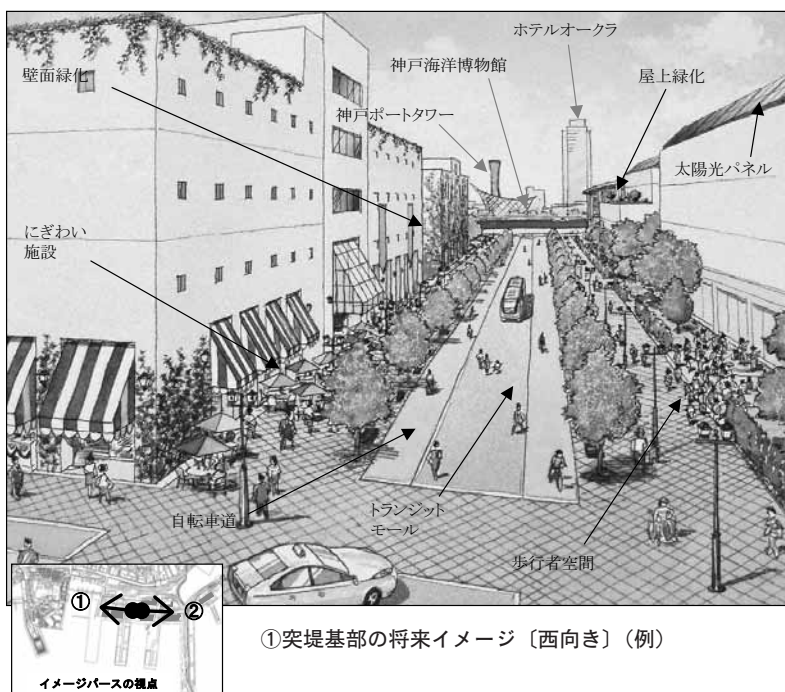 ホテルオークラ
神戸海洋博物館
屋上緑化
壁面緑化
神戸ポートタワー
太陽光パネル
にぎわい
施設
自転車道
トランジット
モール
歩行者空間
① ②
イメージパースの視点
①突堤基部の将来イメージ〔西向き〕（例）